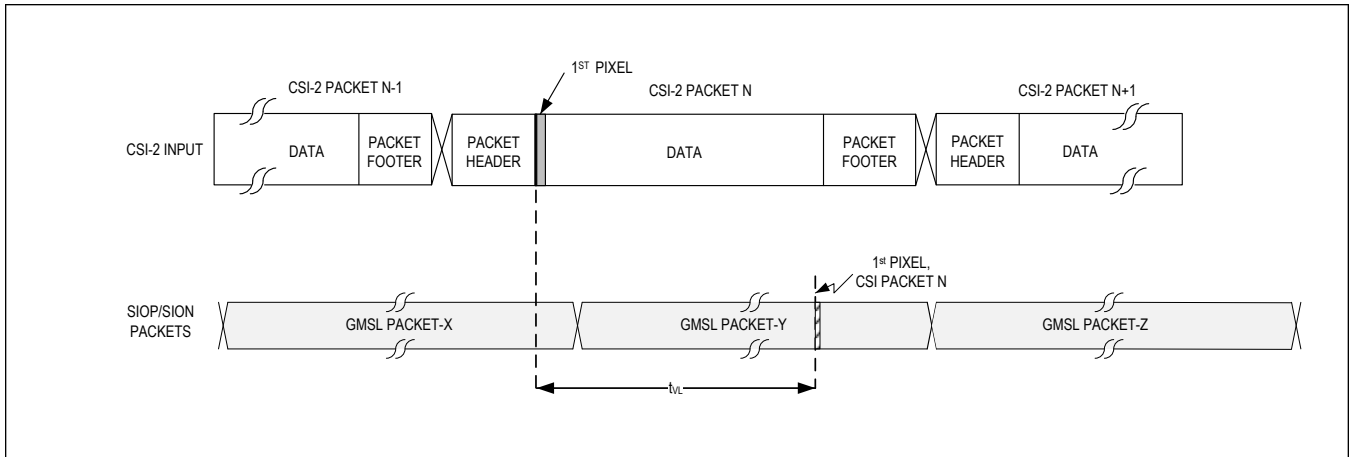 1ST PIXEL
CSI-2 PACKET N-1
CSI-2 PACKET N
CSI-2 PACKET N+1
CSI-2 INPUT
DATA
PACKET
FOOTER
PACKET
HEADER
DATA
PACKET
FOOTER
PACKET
HEADER
DATA
1st PIXEL,
CSI PACKET N
SIOP/SION
PACKETS
GMSL PACKET-X
GMSL PACKET-Y
GMSL PACKET-Z
tVL